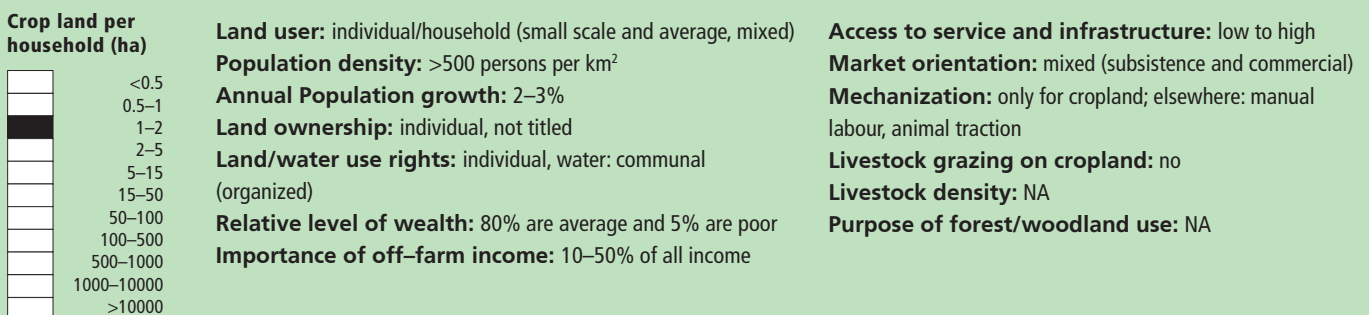 Crop land per
household (ha)
<0.5
0.5–1
1–2
2–5
5–15
15–50
50–100
100–500
500–1000
1000–10000
>10000
Land user: individual/household (small scale and average, mixed)
Population density: >500 persons per km²
Annual Population growth: 2–3%
Land ownership: individual, not titled
Land/water use rights: individual, water: communal
(organized)
Relative level of wealth: 80% are average and 5% are poor
Importance of off–farm income: 10–50% of all income
Access to service and infrastructure: low to high
Market orientation: mixed (subsistence and commercial)
Mechanization: only for cropland; elsewhere: manual
labour, animal traction
Livestock grazing on cropland: no
Livestock density: NA
Purpose of forest/woodland use: NA